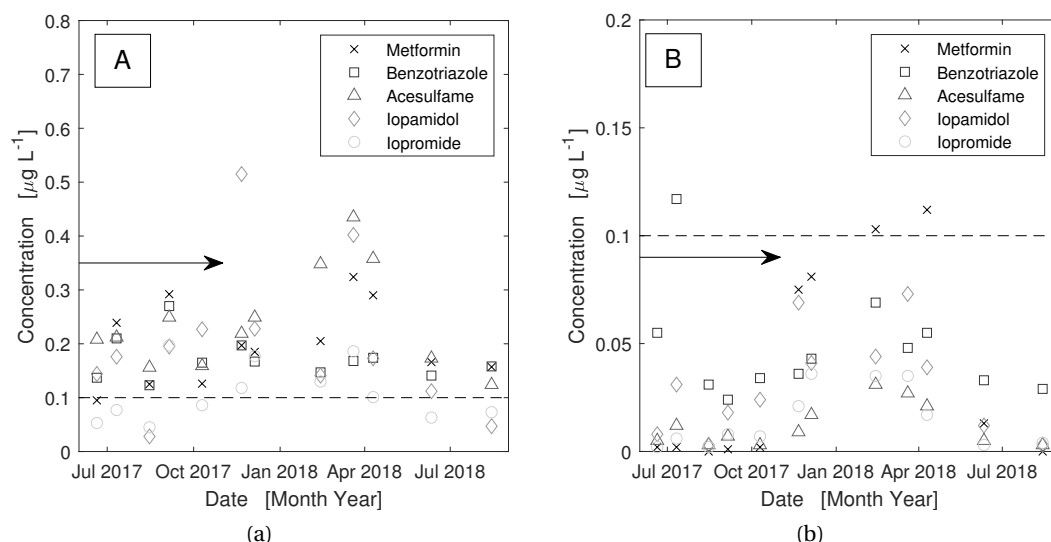 A
Metformin
Benzotriazole
Acesulfame
Iopamidol
Iopromide
0.8
0.7
0.6
0.5
0.4
0.3
0.2
0.1
0
Concentration [µg L⁻¹]
Jul 2017 Oct 2017 Jan 2018 Apr 2018 Jul 2018
Date [Month Year]
(a)
B
Metformin
Benzotriazole
Acesulfame
Iopamidol
Iopromide
0.2
0.15
0.1
0.05
0
Concentration [µg L⁻¹]
Jul 2017 Oct 2017 Jan 2018 Apr 2018 Jul 2018
Date [Month Year]
(b)